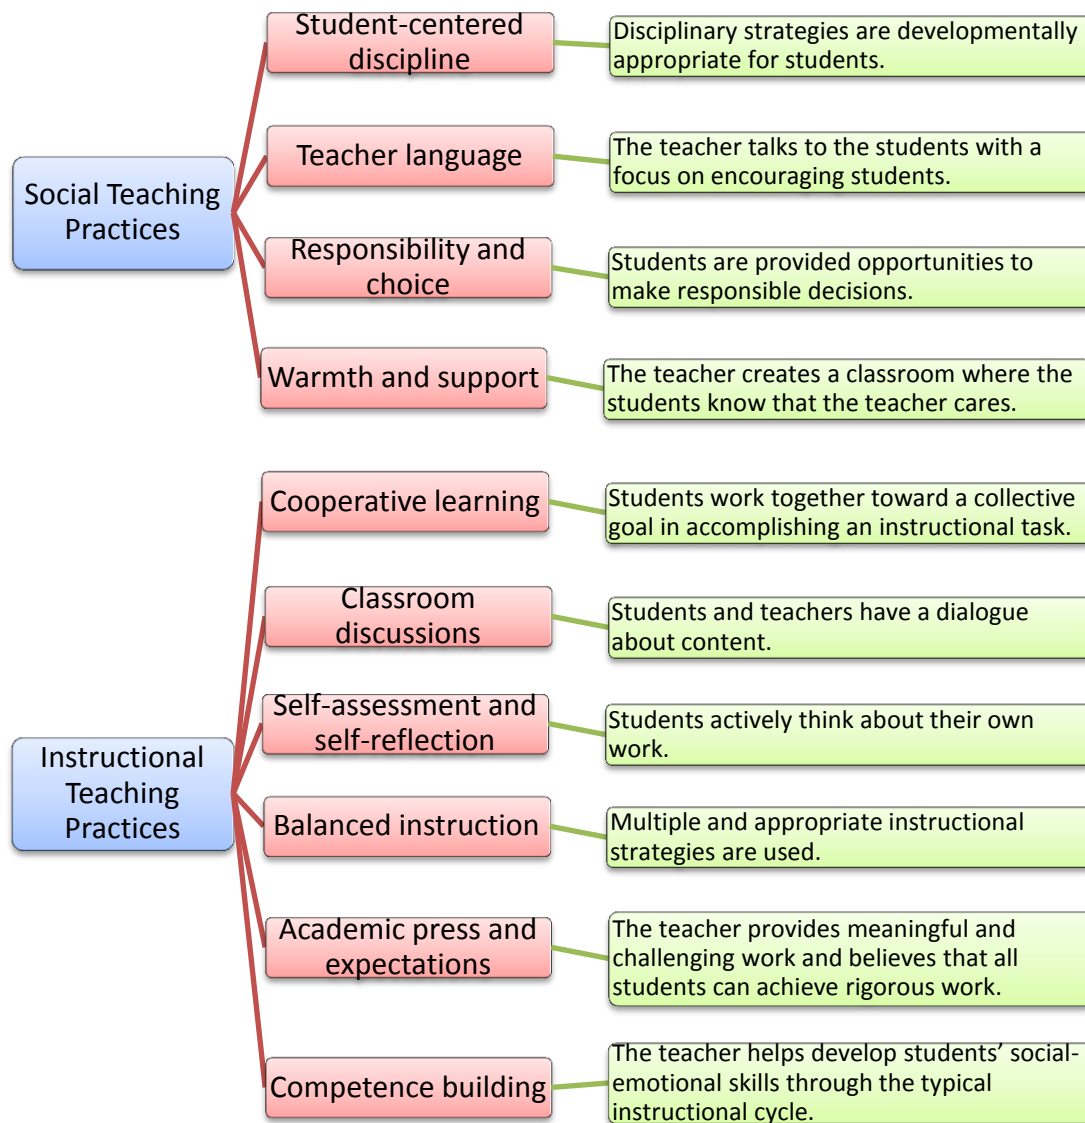 Student-centered
discipline
Disciplinary strategies are developmentally
appropriate for students.
Teacher language
The teacher talks to the students with a
focus on encouraging students.
Social Teaching
Practices
Responsibility and
choice
Students are provided opportunities to
make responsible decisions.
Warmth and support
The teacher creates a classroom where the
students know that the teacher cares.
Cooperative learning
Students work together toward a collective
goal in accomplishing an instructional task.
Classroom
discussions
Students and teachers have a dialogue
about content.
Self-assessment and
self-reflection
Students actively think about their own
work.
Instructional
Teaching
Practices
Balanced instruction
Multiple and appropriate instructional
strategies are used.
Academic press and
expectations
The teacher provides meaningful and
challenging work and believes that all
students can achieve rigorous work.
Competence building
The teacher helps develop students’ social-
emotional skills through the typical
instructional cycle.